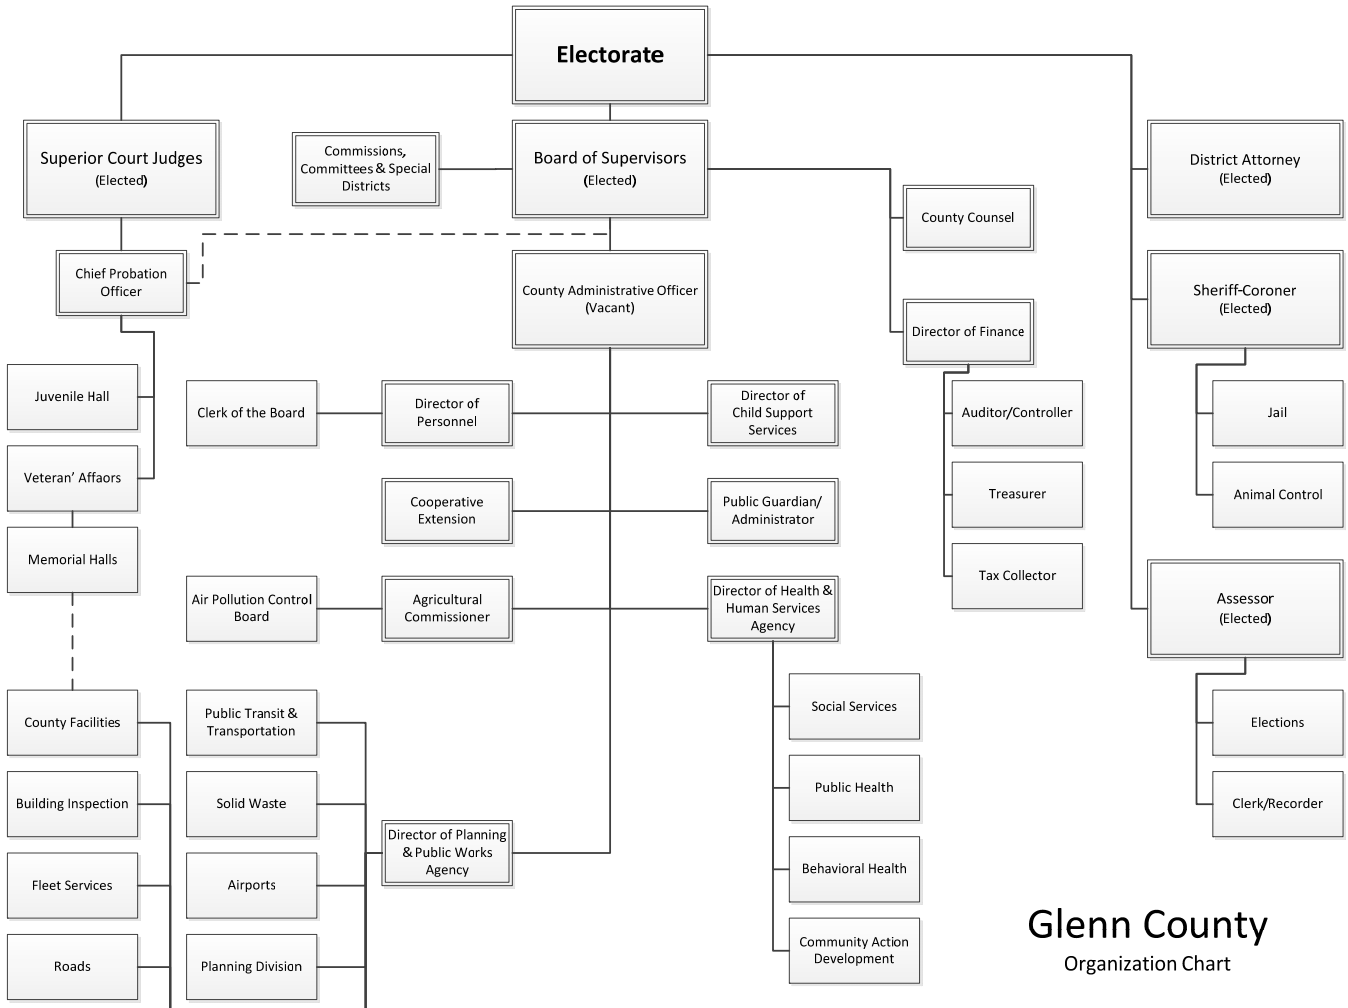 Electorate
Superior Court Judges
(Elected)
Commissions,
Committees & Special
Districts
Board of Supervisors
(Elected)
District Attorney
(Elected)
County Counsel
Chief Probation
Officer
County Administrative Officer
(Vacant)
Sheriff-Coroner
(Elected)
Director of Finance
Juvenile Hall
Clerk of the Board
Director of
Personnel
Director of
Child Support
Services
Auditor/Controller
Jail
Veteran’ Affaors
Cooperative
Extension
Public Guardian/
Administrator
Treasurer
Animal Control
Memorial Halls
Air Pollution Control
Board
Agricultural
Commissioner
Director of Health &
Human Services
Agency
Tax Collector
Assessor
(Elected)
County Facilities
Public Transit &
Transportation
Social Services
Elections
Building Inspection
Solid Waste
Public Health
Clerk/Recorder
Director of Planning
& Public Works
Agency
Fleet Services
Airports
Behavioral Health
Roads
Planning Division
Community Action
Development
Glenn County
Organization Chart